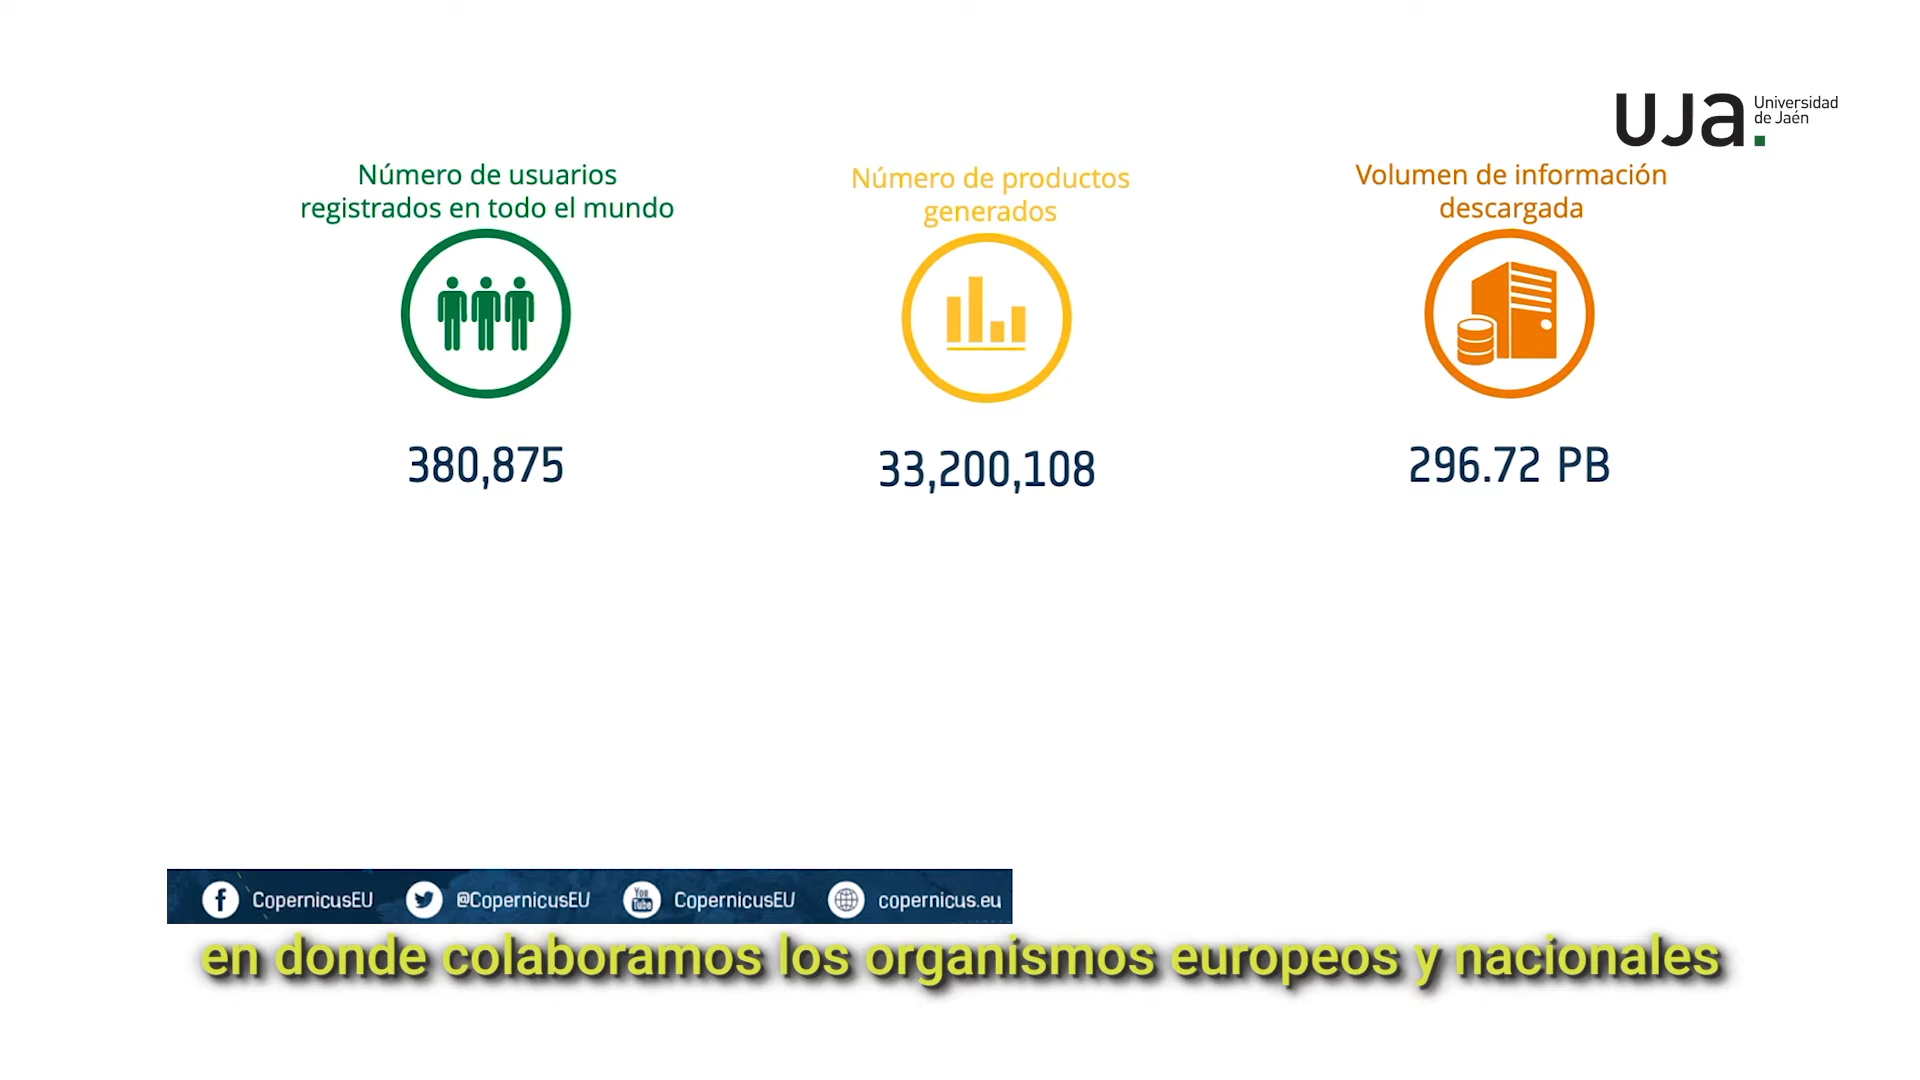 uja.
Universidad
de Jaén
Número de usuarios
registrados en todo el mundo
380,875
Número de productos
generados
33,200,108
Volumen de información
descargada
296.72 PB
CopernicusEU
@CopernicusEU
You
Tube
CopernicusEU
copernicus.eu
en donde colaboramos los organismos europeos y nacionales